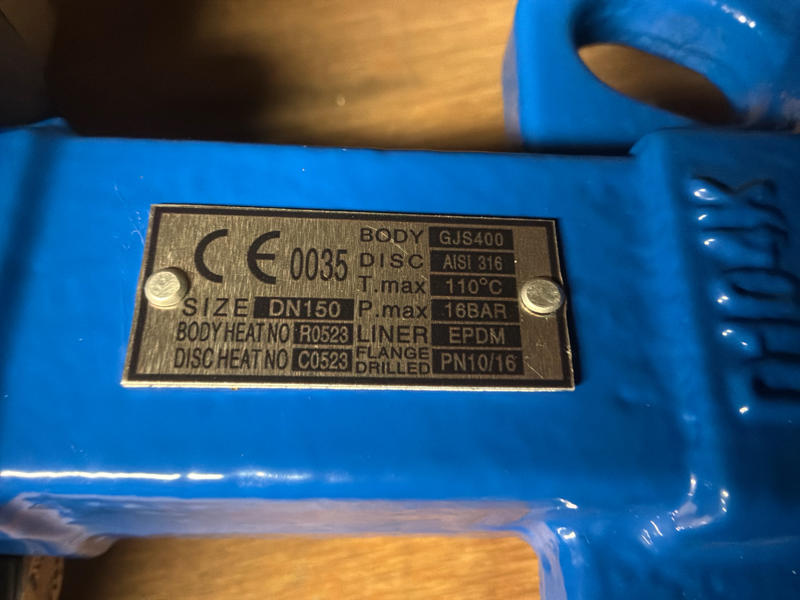 CE 0035
SIZE DN150
BODY HEAT NO R0523
DISC HEAT NO C0523
BODY GJS400
DISC AISI 316
T.max 110°C
P.max 16BAR
LINER EPDM
FLANGE DRILLED PN10/16